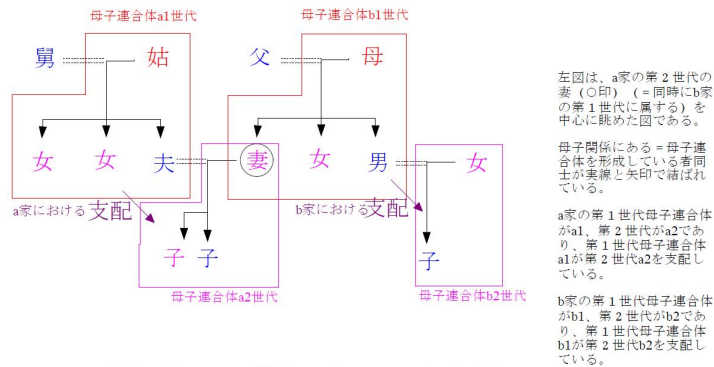 母子連合体a1世代
母子連合体b1世代
舅
姑
父
母
女
女
夫
妻
女
男
女
a家における支配
b家における支配
子
子
子
母子連合体a2世代
母子連合体b2世代
左図は、a家の第2世代の
妻（○印）（=同時にb家
の第1世代に属する）を
中心に眺めた図である。
母子関係にある=母子連
合体を形成している者同
士が実線と矢印で結ばれ
ている。
a家の第1世代母子連合体
がa1、第2世代がa2であ
り、第1世代母子連合体
a1が第2世代a2を支配し
ている。
b家の第1世代母子連合体
がb1、第2世代がb2であ
り、第1世代母子連合体
b1が第2世代b2を支配し
ている。